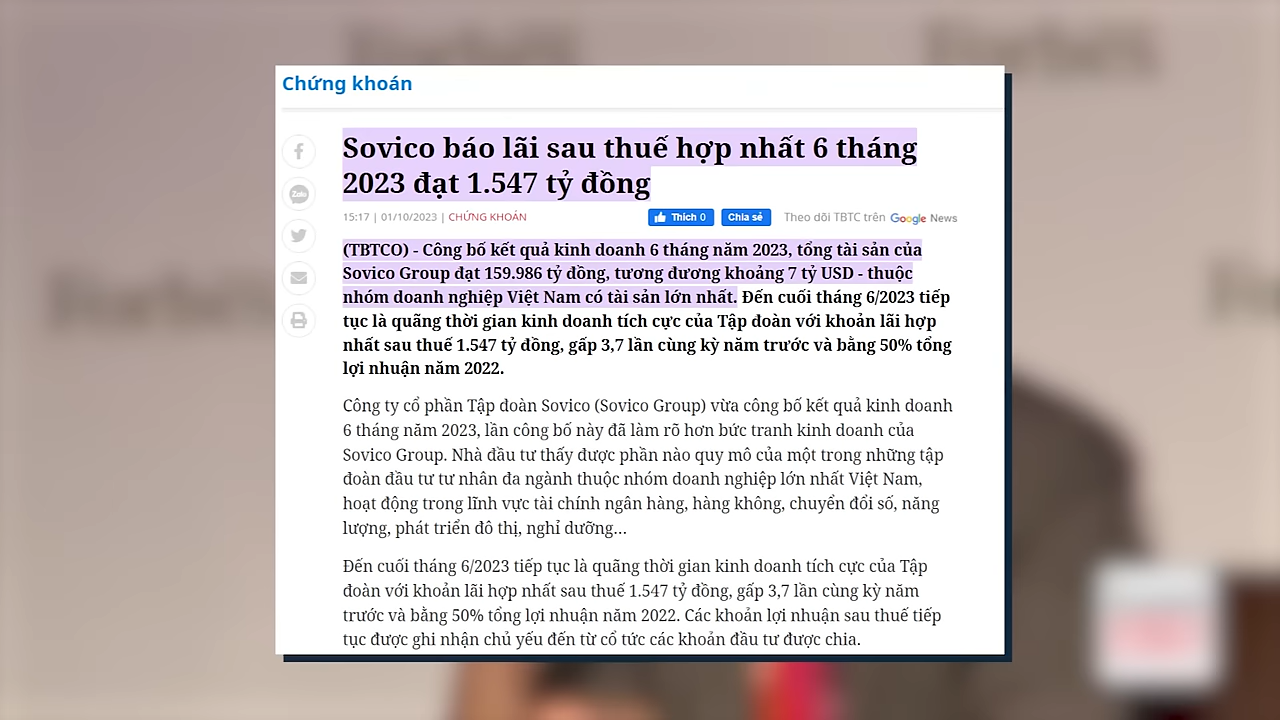 Chứng khoán
Sovico báo lãi sau thuế hợp nhất 6 tháng
2023 đạt 1.547 tỷ đồng
15:17 | 01/10/2023 | CHỨNG KHOÁN
Thích 0 Chia sẻ Theo dõi TBTC trên Google News
Zalo
(TBTCO) - Công bố kết quả kinh doanh 6 tháng năm 2023, tổng tài sản của
Sovico Group đạt 159.986 tỷ đồng, tương đương khoảng 7 tỷ USD - thuộc
nhóm doanh nghiệp Việt Nam có tài sản lớn nhất. Đến cuối tháng 6/2023 tiếp
tục là quãng thời gian kinh doanh tích cực của Tập đoàn với khoản lãi hợp
nhất sau thuế 1.547 tỷ đồng, gấp 3,7 lần cùng kỳ năm trước và bằng 50% tổng
lợi nhuận năm 2022.
Công ty cổ phần Tập đoàn Sovico (Sovico Group) vừa công bố kết quả kinh doanh
6 tháng năm 2023, lần công bố này đã làm rõ hơn bức tranh kinh doanh của
Sovico Group. Nhà đầu tư thấy được phần nào quy mô của một trong những tập
đoàn đầu tư tư nhân đa ngành thuộc nhóm doanh nghiệp lớn nhất Việt Nam,
hoạt động trong lĩnh vực tài chính ngân hàng, hàng không, chuyển đổi số, năng
lượng, phát triển đô thị, nghỉ dưỡng...
Đến cuối tháng 6/2023 tiếp tục là quãng thời gian kinh doanh tích cực của Tập
đoàn với khoản lãi hợp nhất sau thuế 1.547 tỷ đồng, gấp 3,7 lần cùng kỳ năm
trước và bằng 50% tổng lợi nhuận năm 2022. Các khoản lợi nhuận sau thuế tiếp
tục được ghi nhận chủ yếu đến từ cổ tức các khoản đầu tư được chia.